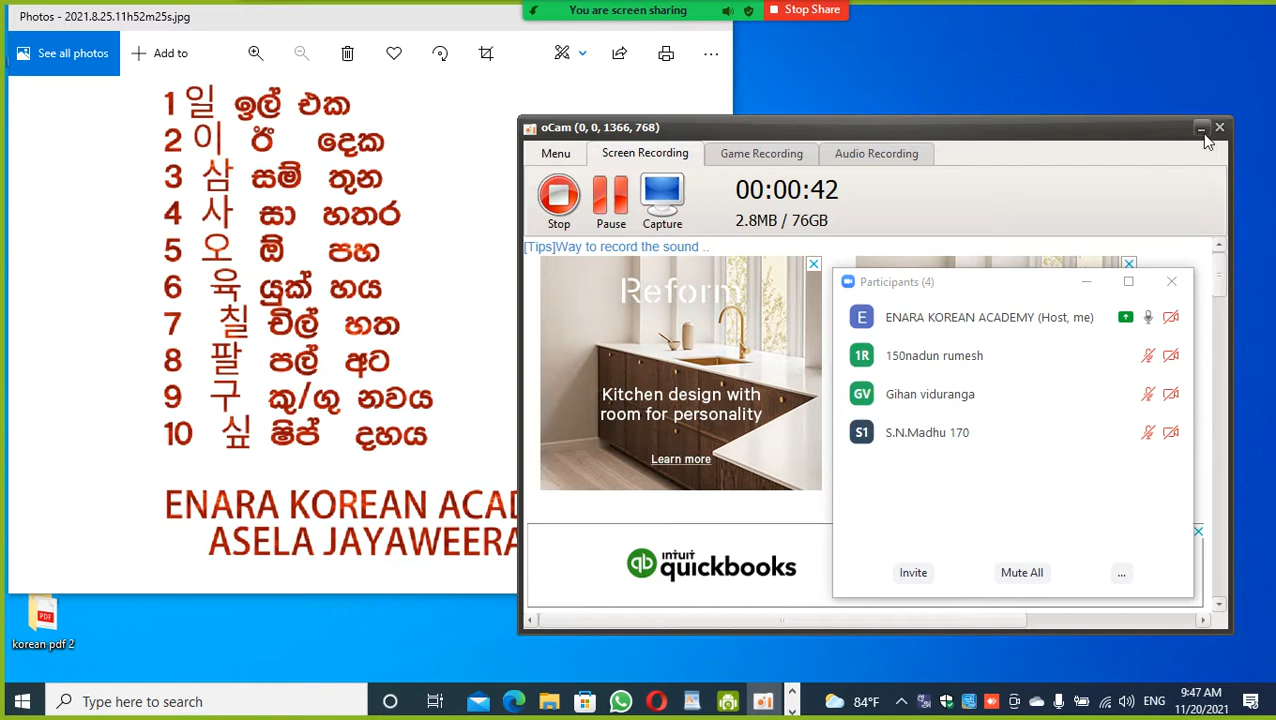 Photos - 2021.8.25.11h52m25s.jpg
You are screen sharing
Stop Share
See all photos
Add to
1 일 ඉල් එක
2 이 ඊ දෙක
3 삼 සම් තුන
4 사 සා හතර
5 오 ඕ පහ
6 육 යුක් හය
7 칠 චිල් හත
8 팔 පල් අට
9 구 කු/ගු නවය
10 싶 ෂිප් දහය
ENARA KOREAN ACAD
ASELA JAYAWEERA
oCam (0, 0, 1366, 768)
Menu
Screen Recording
Game Recording
Audio Recording
Stop
Pause
Capture
00:00:42
2.8MB / 76GB
[Tips]Way to record the sound ..
Reform
Kitchen design with
room for personality
Learn more
intuit
quickbooks
Participants (4)
E ENARA KOREAN ACADEMY (Host, me)
1R 150nadun rumesh
GV Gihan viduranga
S1 S.N.Madhu 170
Invite
Mute All
...
PDF
korean pdf 2
Type here to search
84°F
ENG
9:47 AM
11/20/2021